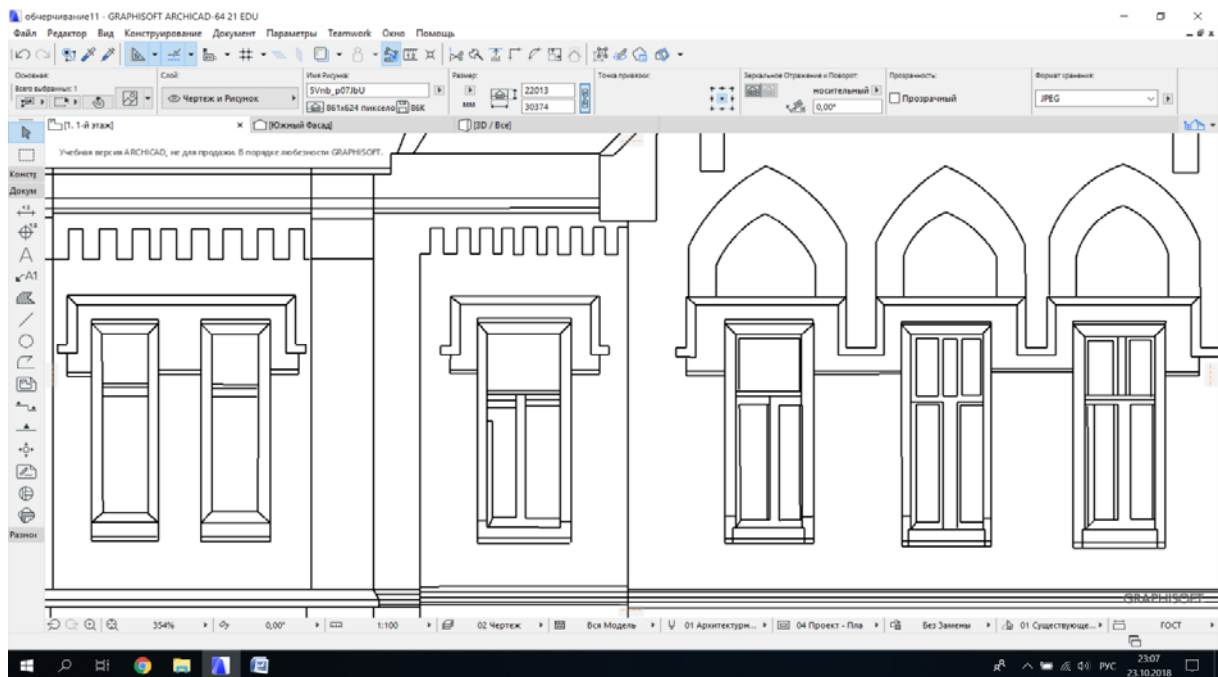 обчерчивание11 - GRAPHISOFT ARCHICAD-64 21 EDU
Файл Редактор Вид Конструирование Документ Параметры Teamwork Окно Помощь
Основная: Слой: Имя Рисунка: Размер: Точка привязки: Зеркальное Отражение и Поворот: Прозрачность: Формат хранения:
Всего выбранных: 1
Чертеж и Рисунок
5Vnb_p07JbU
861x624 пикселю 86K
мм
22013
30374
носительный
0,00°
Прозрачный
JPEG
[1. 1-й этаж] [Южный Фасад] [3D / Все]
Учебная версия ARCHICAD, не для продажи. В порядке любезности GRAPHISOFT.
Констр
Докум
A
A1
Разнон
GRAPHISOFT
354% 0,00° 1:100 02 Чертеж Вся Модель 01 Архитектурн... 04 Проект - Пла Без Замены 01 Существующе... ГОСТ
РУС
23:07
23.10.2018